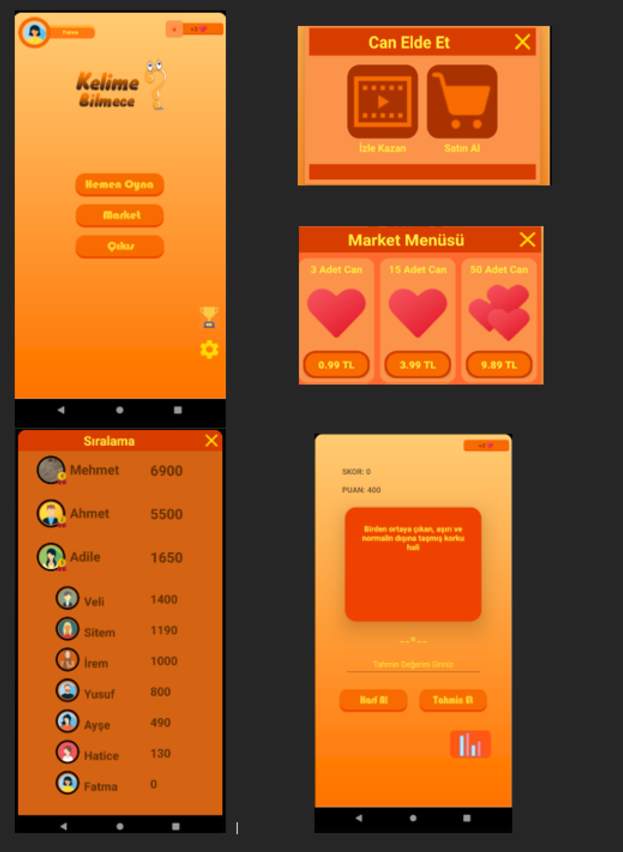 Fatma
+3
Kelime
Bilmece
Hemen Oyna
Market
Çıkış
Can Elde Et
İzle Kazan
Satın Al
Market Menüsü
3 Adet Can
15 Adet Can
50 Adet Can
0.99 TL
3.99 TL
9.89 TL
Sıralama
Mehmet 6900
Ahmet 5500
Adile 1650
Veli 1400
Sitem 1190
İrem 1000
Yusuf 800
Ayşe 490
Hatice 130
Fatma 0
SKOR: 0
PUAN: 400
Birden ortaya çıkan, aşırı ve
normalin dışına taşmış korku
hali
__*__
Tahmin Değerini Giriniz
Harf Al
Tahmin Et